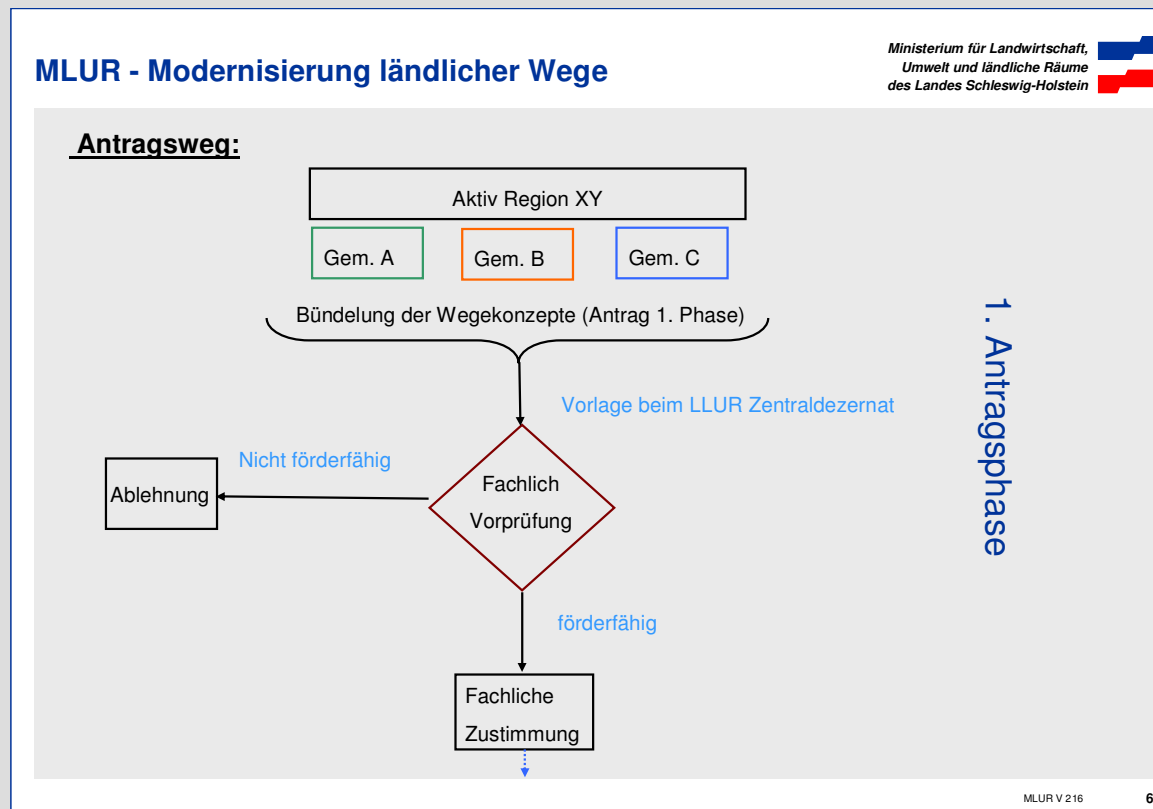 MLUR - Modernisierung ländlicher Wege
Ministerium für Landwirtschaft,
Umwelt und ländliche Räume
des Landes Schleswig-Holstein
Antragsweg:
Aktiv Region XY
Gem. A
Gem. B
Gem. C
Bündelung der Wegekonzepte (Antrag 1. Phase)
Vorlage beim LLUR Zentraldezernat
Nicht förderfähig
Ablehnung
Fachlich
Vorprüfung
förderfähig
Fachliche
Zustimmung
1. Antragsphase
MLUR V 216
6